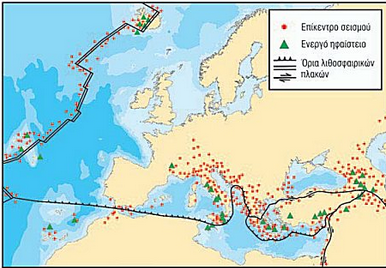 Επίκεντρο σεισμού
Ενεργό ηφαίστειο
Όρια λιθοσφαιρικών
πλακών